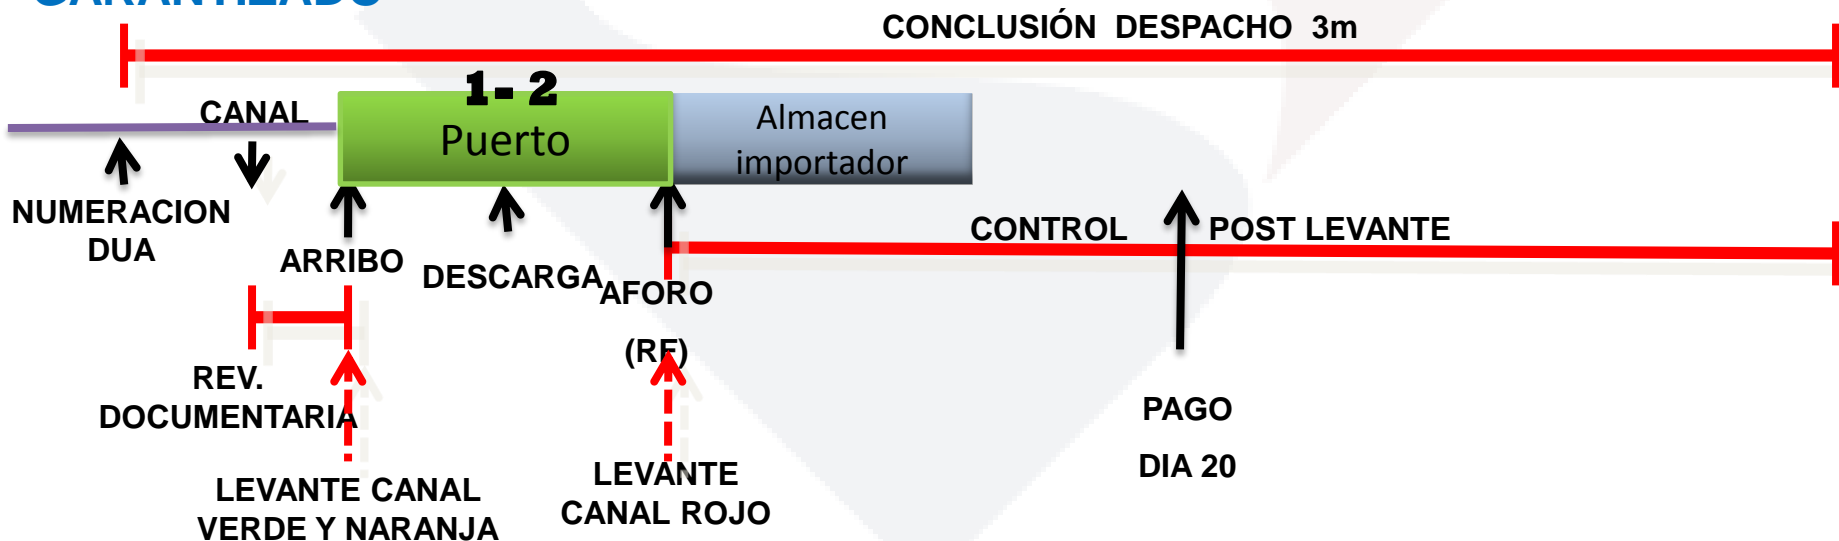 CONCLUSIÓN DESPACHO 3m
1- 2
CANAL
Puerto
Almacen
importador
NUMERACION
DUA
ARRIBO
DESCARGA
AFORO
(RF)
CONTROL
POST LEVANTE
REV.
DOCUMENTARIA
PAGO
DIA 20
LEVANTE CANAL
VERDE Y NARANJA
LEVANTE
CANAL ROJO